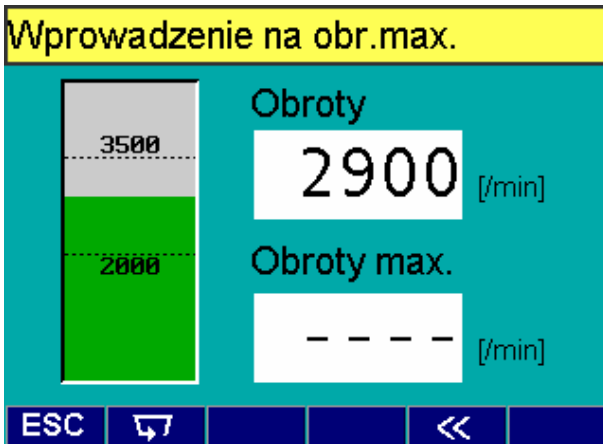 Wprowadzenie na obr.max.
3500
2000
Obroty
2900 [/min]
Obroty max.
---- [/min]
ESC <<